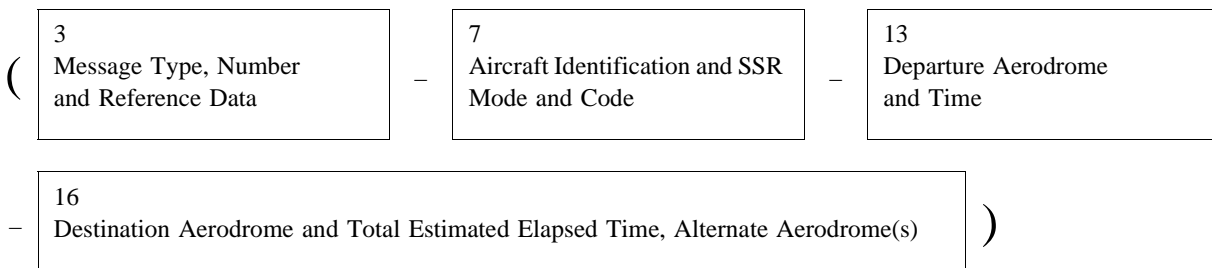 (
3
Message Type, Number
and Reference Data
–
7
Aircraft Identification and SSR
Mode and Code
–
13
Departure Aerodrome
and Time
–
16
Destination Aerodrome and Total Estimated Elapsed Time, Alternate Aerodrome(s)
)